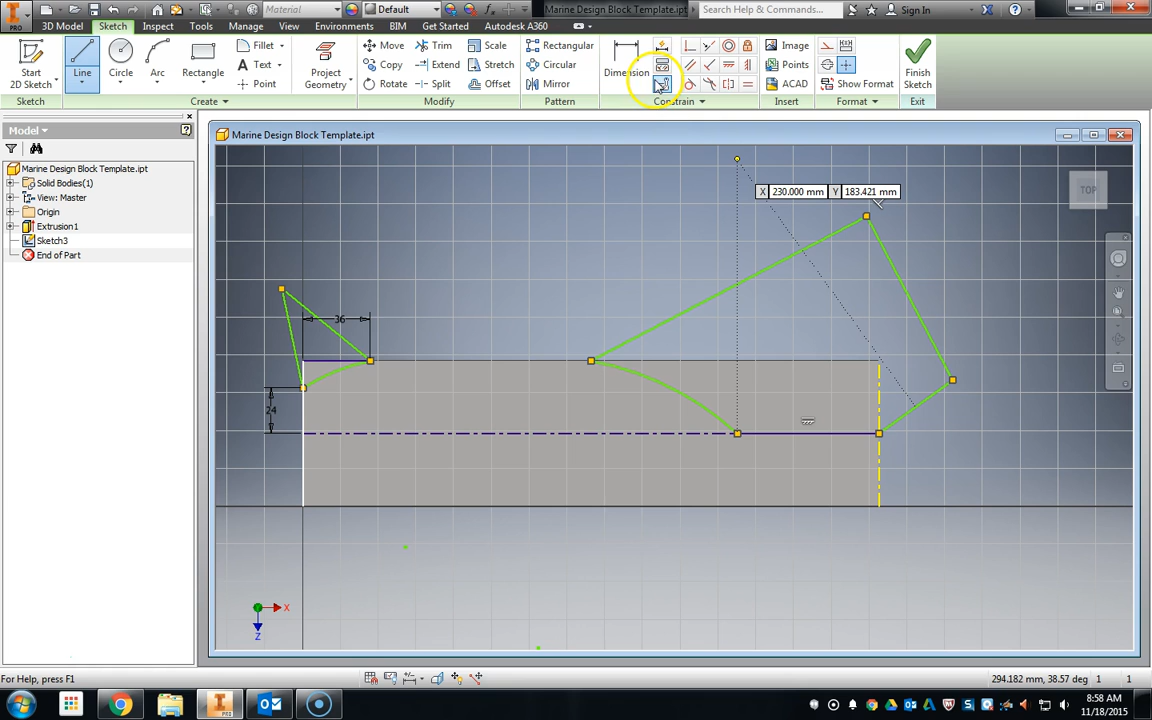 Material
Default
Marine Design Block Template.ipt
Search Help & Commands...
Sign In
PRO
3D Model
Sketch
Inspect
Tools
Manage
View
Environments
BIM
Get Started
Autodesk A360
Start
2D Sketch
Line
Circle
Arc
Rectangle
Fillet
Text
Point
Project
Geometry
Move
Copy
Rotate
Trim
Extend
Split
Scale
Stretch
Offset
Rectangular
Circular
Mirror
Dimension
Image
Points
ACAD
Show Format
Finish
Sketch
Sketch
Create
Modify
Pattern
Constrain
Insert
Format
Exit
Model
Marine Design Block Template.ipt
Solid Bodies(1)
View: Master
Origin
Extrusion1
Sketch3
End of Part
Marine Design Block Template.ipt
X 230.000 mm Y 183.421 mm
TOP
36
24
X
Z
For Help, press F1
294.182 mm, 38.57 deg 1 1
8:58 AM
11/18/2015